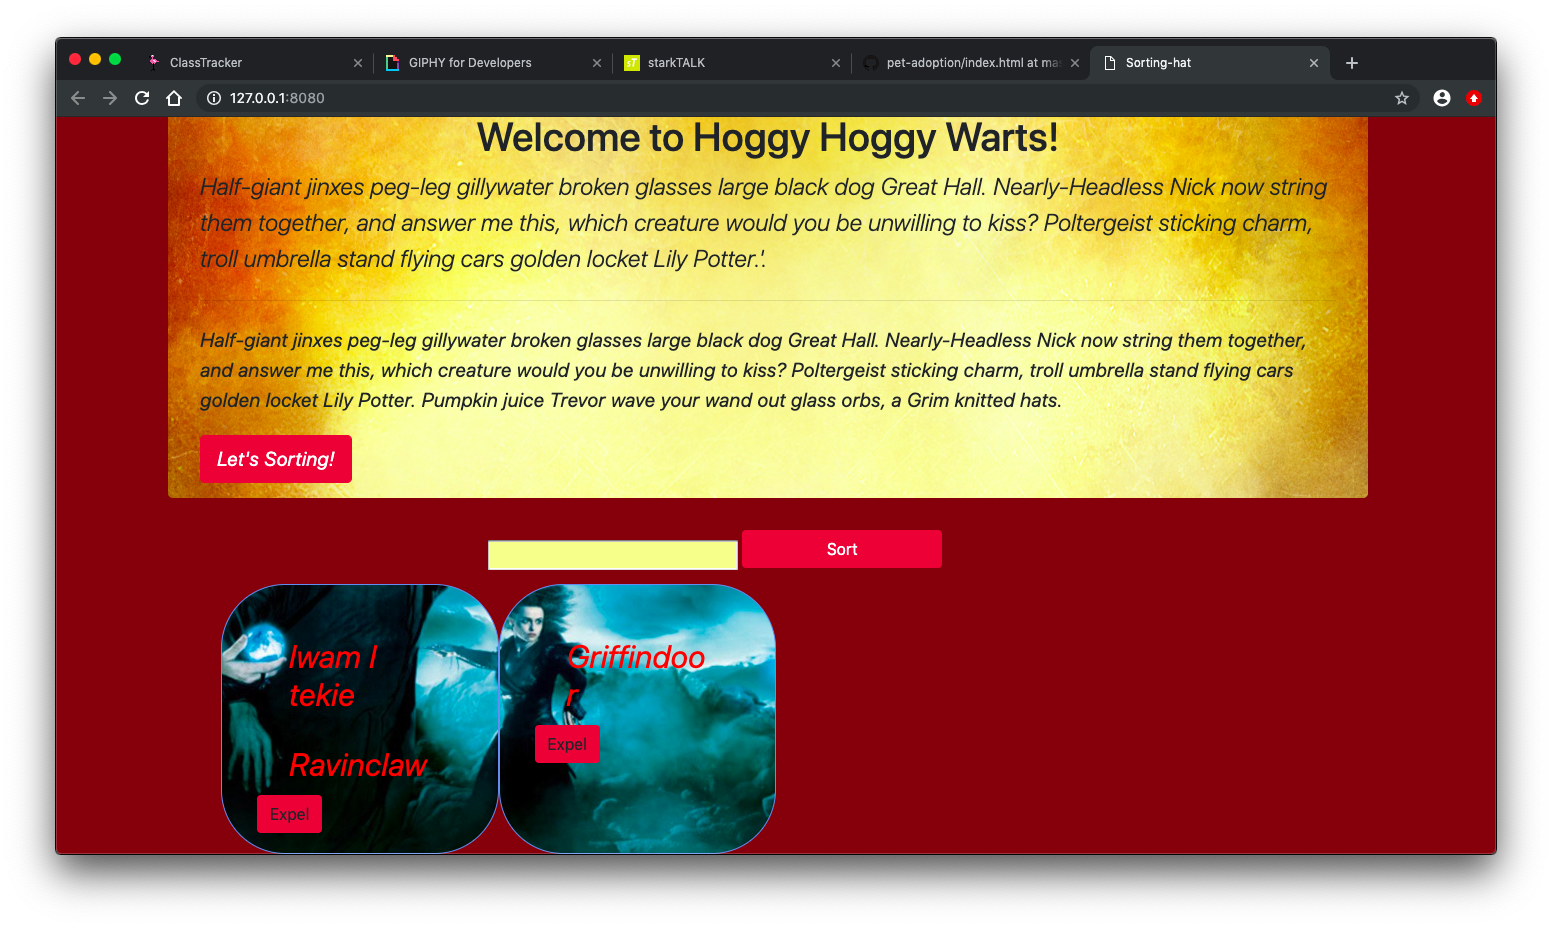 ClassTracker
GIPHY for Developers
sT
starkTALK
pet-adoption/index.html at ma
Sorting-hat
127.0.0.1:8080
Welcome to Hoggy Hoggy Warts!
Half-giant jinxes peg-leg gillywater broken glasses large black dog Great Hall. Nearly-Headless Nick now string
them together, and answer me this, which creature would you be unwilling to kiss? Poltergeist sticking charm,
troll umbrella stand flying cars golden locket Lily Potter.'.
Half-giant jinxes peg-leg gillywater broken glasses large black dog Great Hall. Nearly-Headless Nick now string them together,
and answer me this, which creature would you be unwilling to kiss? Poltergeist sticking charm, troll umbrella stand flying cars
golden locket Lily Potter. Pumpkin juice Trevor wave your wand out glass orbs, a Grim knitted hats.
Let's Sorting!
Sort
Iwam I
tekie
Ravinclaw
Expel
Griffindoo
r
Expel